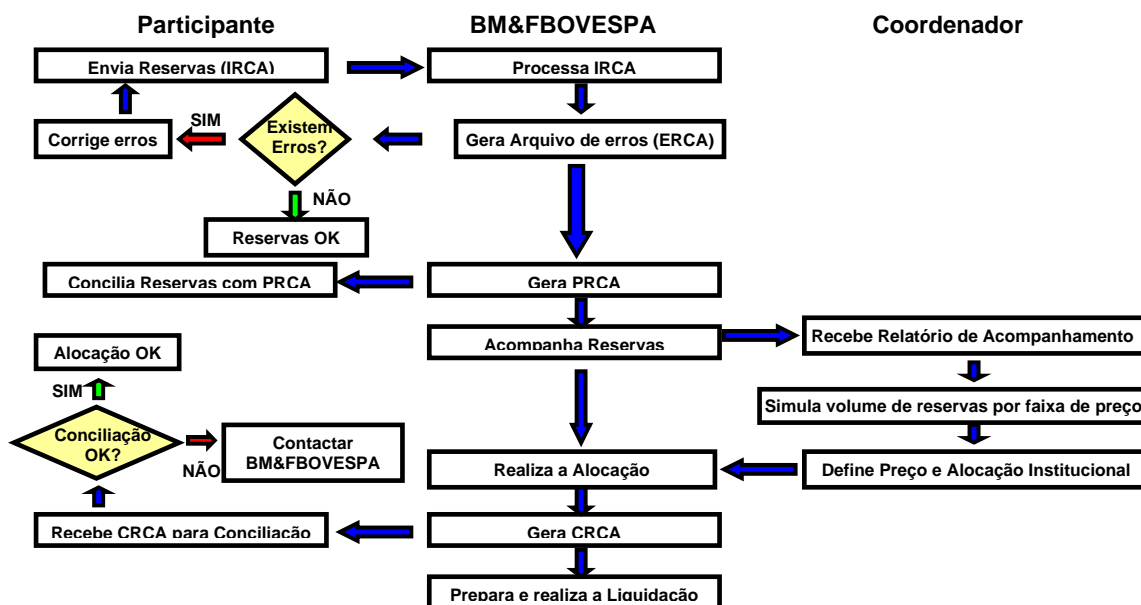 Participante
BM&FBOVESPA
Coordenador
Envia Reservas (IRCA)
Processa IRCA
SIM
Existem
Erros?
Corrige erros
Gera Arquivo de erros (ERCA)
NÃO
Reservas OK
Concilia Reservas com PRCA
Gera PRCA
Acompanha Reservas
Recebe Relatório de Acompanhamento
Alocação OK
SIM
Simula volume de reservas por faixa de preço
Conciliação
OK?
NÃO
Contactar
BM&FBOVESPA
Realiza a Alocação
Define Preço e Alocação Institucional
Recebe CRCA para Conciliação
Gera CRCA
Prepara e realiza a Liquidação